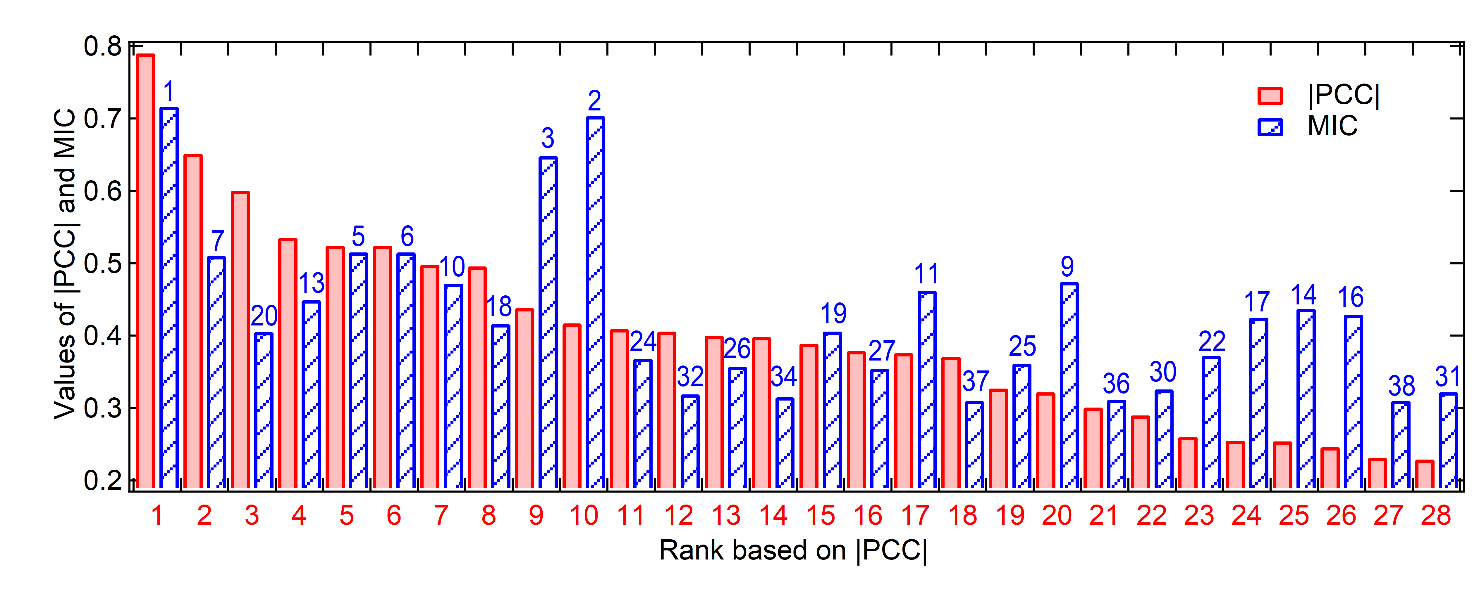 0.8
0.7
0.6
0.5
0.4
0.3
0.2
Values of |PCC| and MIC
1 7 20 13 5 6 10 18 3 2 24 32 26 34 19 27 11 37 25 9 36 30 22 17 14 16 38 31
|PCC|
MIC
1 2 3 4 5 6 7 8 9 10 11 12 13 14 15 16 17 18 19 20 21 22 23 24 25 26 27 28
Rank based on |PCC|